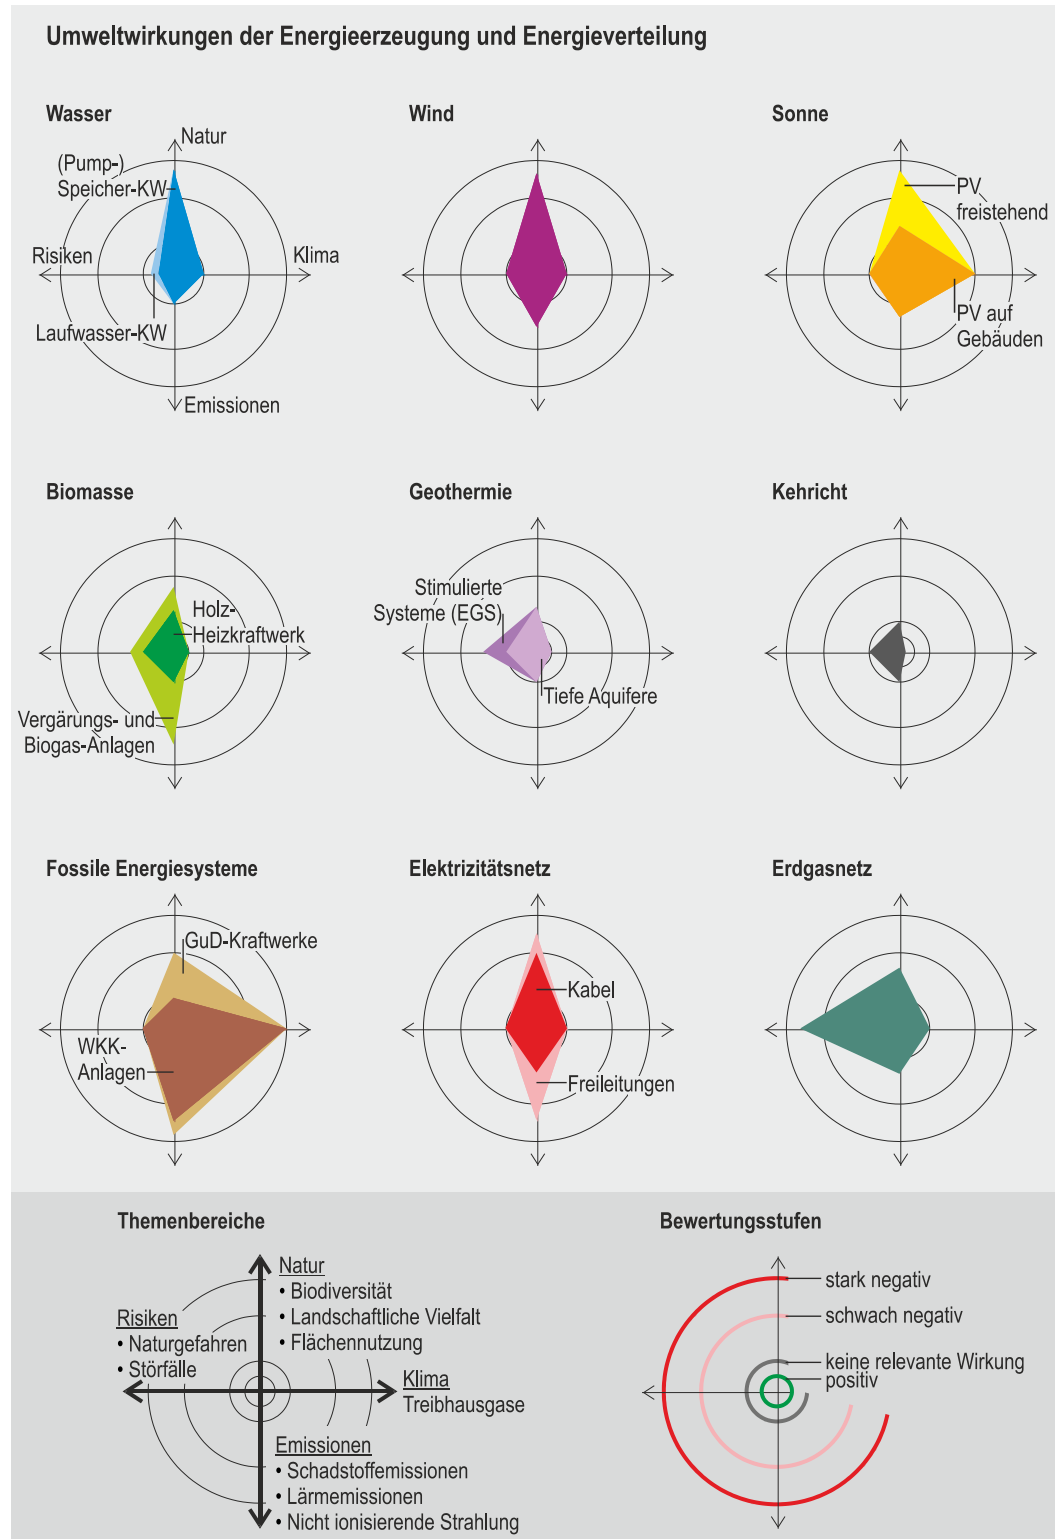 Umweltwirkungen der Energieerzeugung und Energieverteilung
Wasser
Natur
(Pump-)
Speicher-KW
Risiken
Klima
Laufwasser-KW
Emissionen
Wind
Sonne
PV
freistehend
PV auf
Gebäuden
Biomasse
Holz-
Heizkraftwerk
Vergärungs- und
Biogas-Anlagen
Geothermie
Stimulierte
Systeme (EGS)
Tiefe Aquifere
Kehricht
Fossile Energiesysteme
GuD-Kraftwerke
WKK-
Anlagen
Elektrizitätsnetz
Kabel
Freileitungen
Erdgasnetz
Themenbereiche
Natur
• Biodiversität
• Landschaftliche Vielfalt
• Flächennutzung
Risiken
• Naturgefahren
• Störfälle
Klima
Treibhausgase
Emissionen
• Schadstoffemissionen
• Lärmemissionen
• Nicht ionisierende Strahlung
Bewertungsstufen
stark negativ
schwach negativ
keine relevante Wirkung
positiv